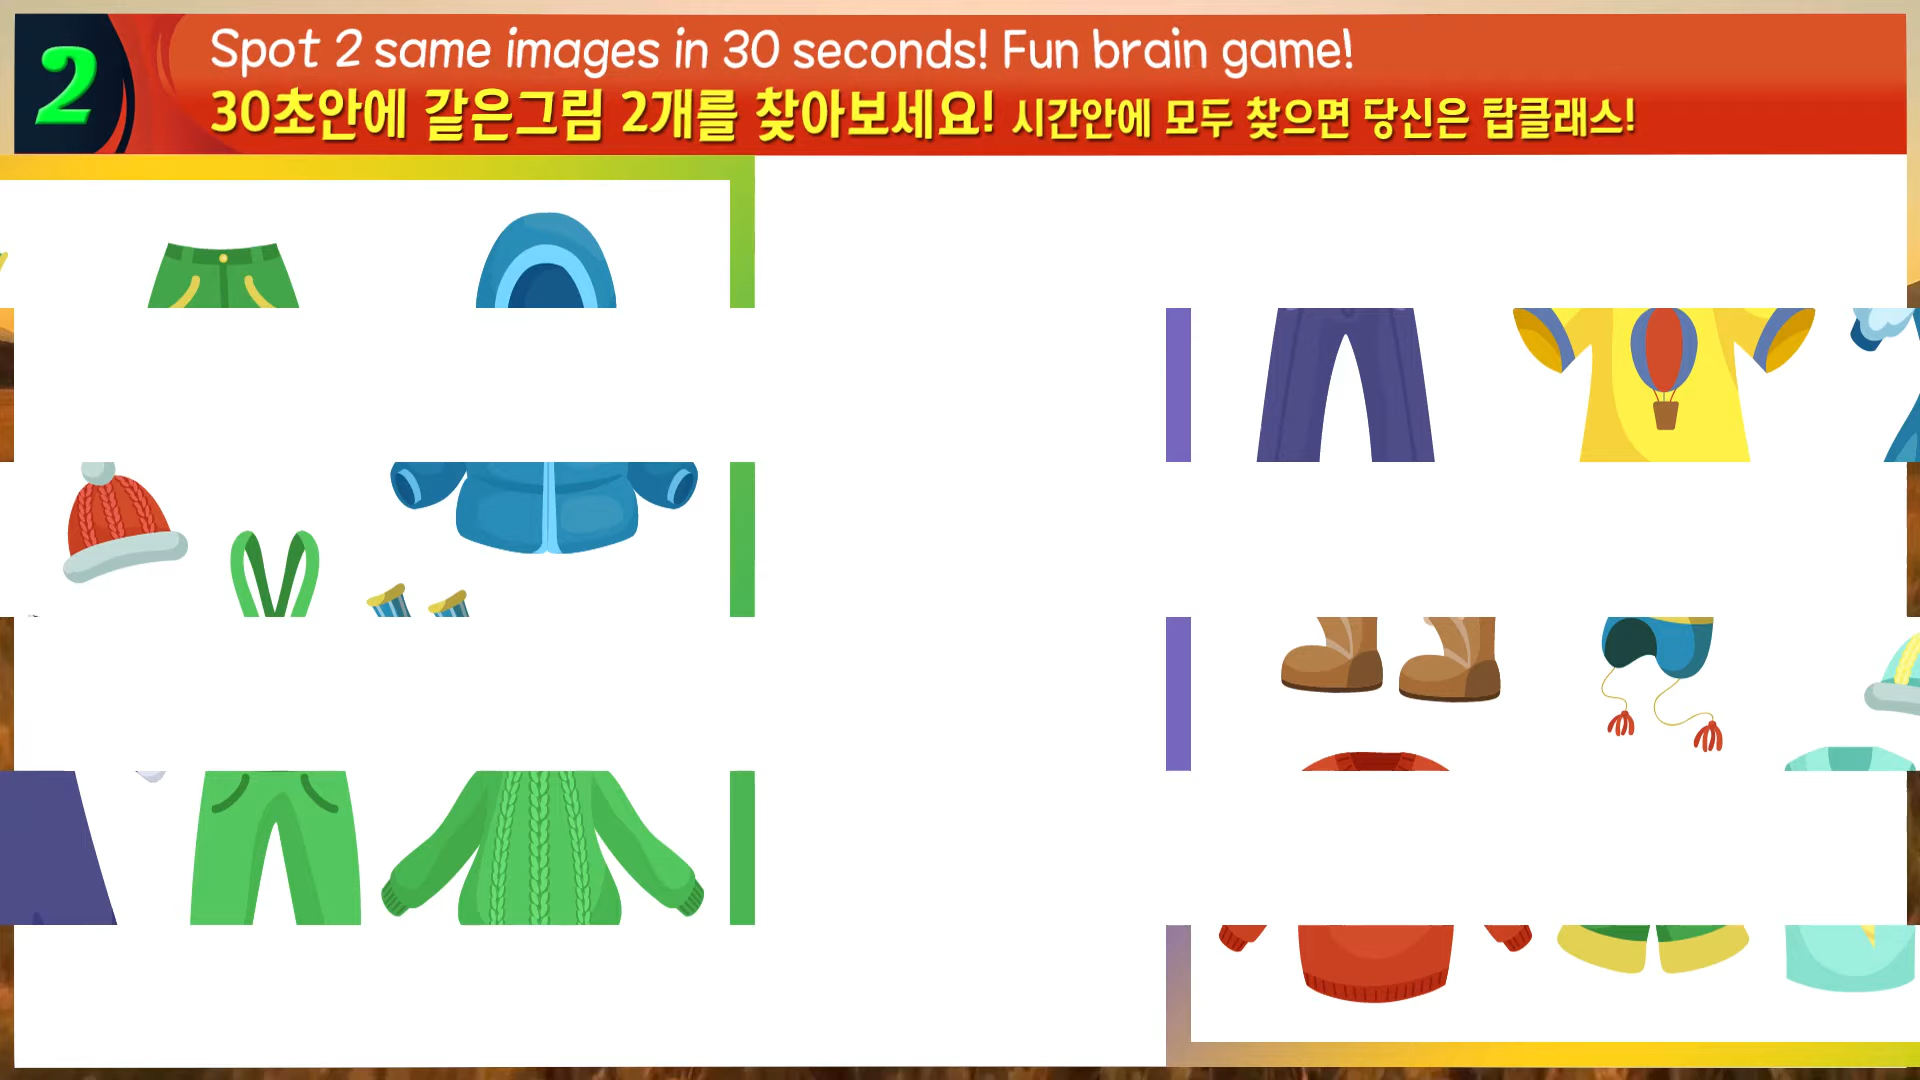 2
Spot 2 same images in 30 seconds! Fun brain game!
30초안에 같은그림 2개를 찾아보세요! 시간안에 모두 찾으면 당신은 탑클래스!